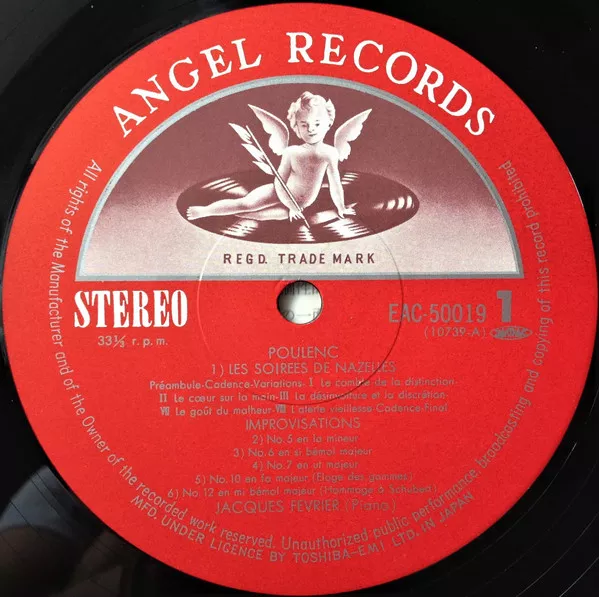 ANGEL RECORDS
REGD. TRADE MARK
STEREO
33⅓ r.p.m.
EAC-50019 1
(10739-A)
POULENC
1) LES SOIREES DE NAZELLES
Préambule-Cadence-Variations-I Le comble de la distinction
II Le cœur sur la main-III La désinvolture et la discrétion-
VII Le goût du malheur-VIII L'alerte vieillesse-Cadence-Final
IMPROVISATIONS
2) No.5 en la mineur
3) No.6 en si bémol majeur
4) No.7 en ut majeur
5) No.10 en fa majeur (Eloge des gammes)
6) No.12 en mi bémol majeur (Hommage à Schubert)
JACQUES FEVRIER (Piano)
All rights of the Manufacturer and of the Owner of the recorded work reserved. Unauthorized public performance, broadcasting and copying of this record prohibited
MFD. UNDER LICENCE BY TOSHIBA-EMI LTD. IN JAPAN